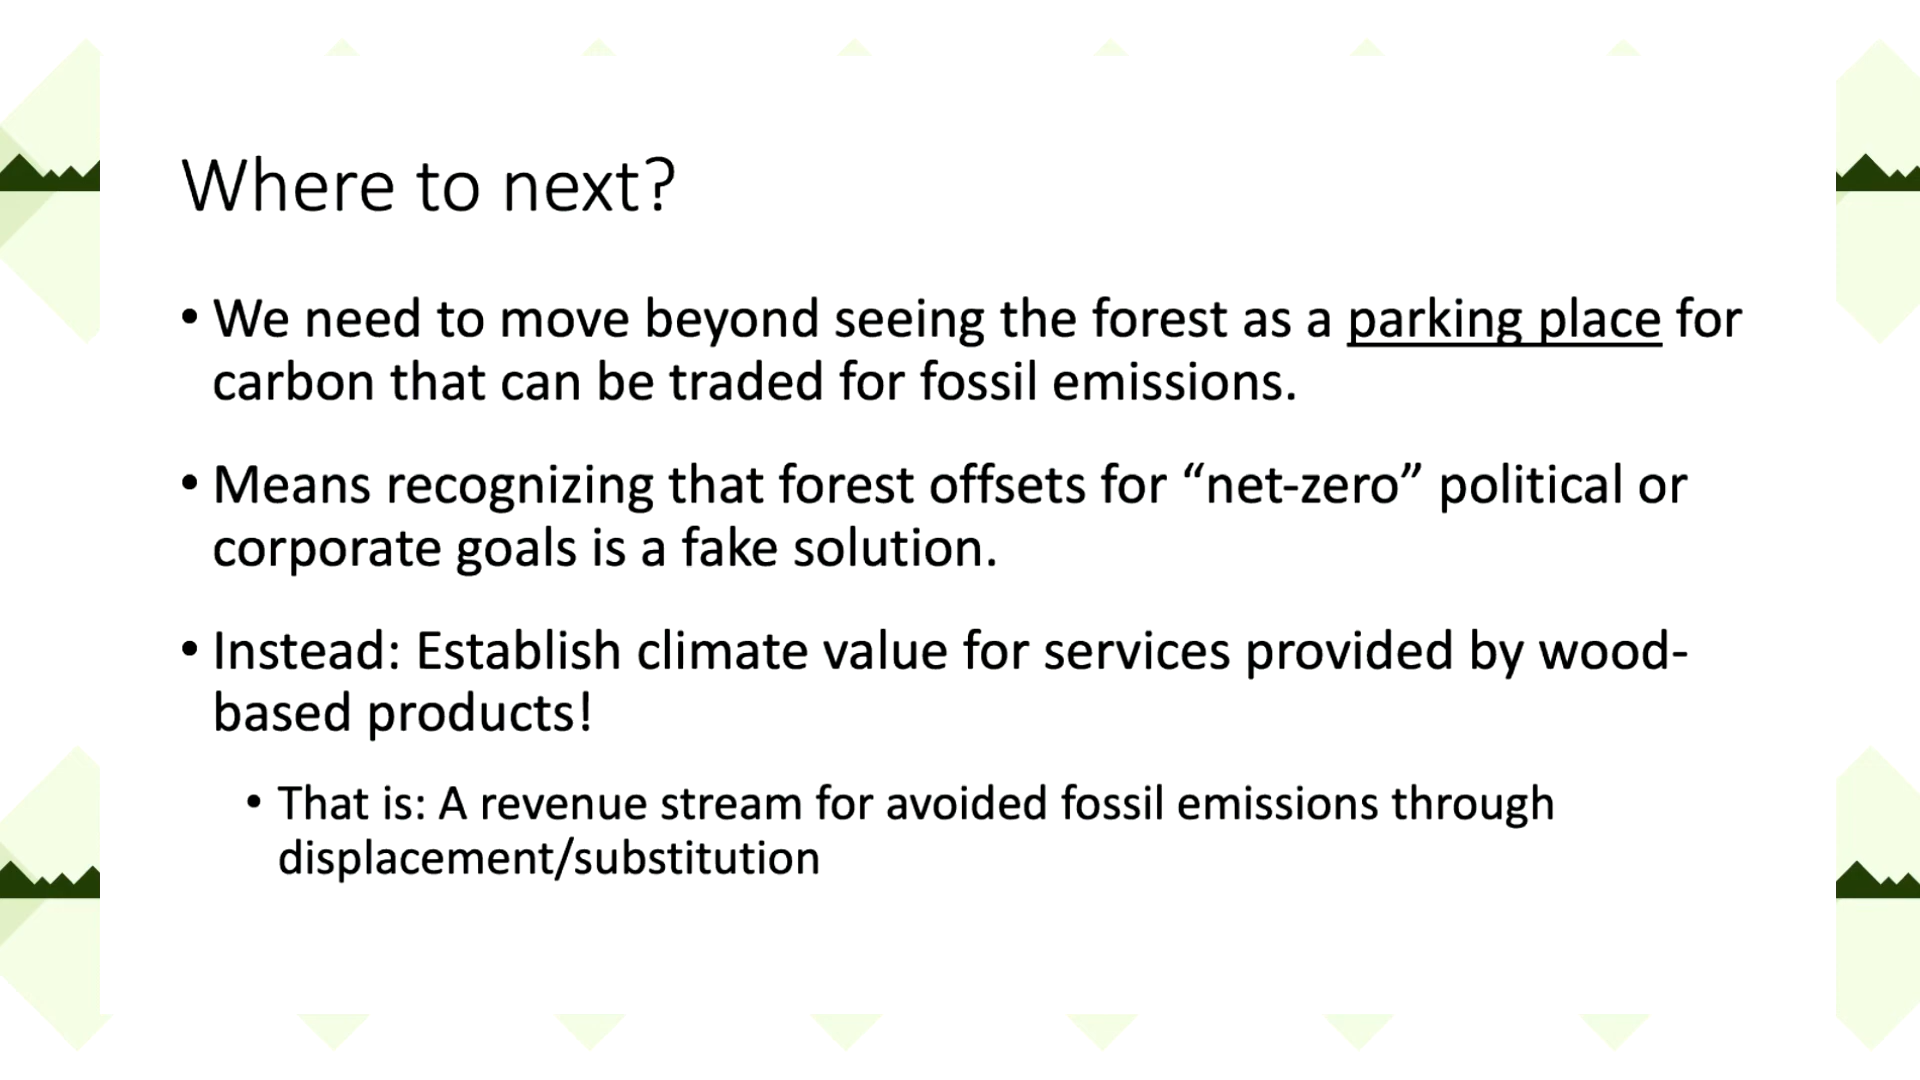 Where to next?
• We need to move beyond seeing the forest as a parking place for
carbon that can be traded for fossil emissions.
• Means recognizing that forest offsets for “net-zero” political or
corporate goals is a fake solution.
• Instead: Establish climate value for services provided by wood-
based products!
• That is: A revenue stream for avoided fossil emissions through
displacement/substitution